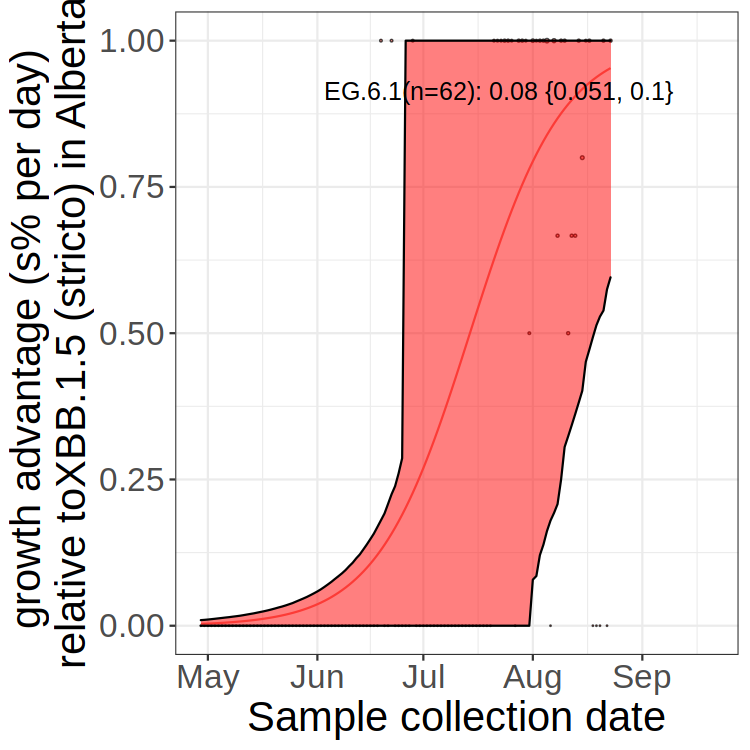 growth advantage (s% per day)
relative toXBB.1.5 (stricto) in Alberta
1.00
0.75
0.50
0.25
0.00
EG.6.1(n=62): 0.08 {0.051, 0.1}
May Jun Jul Aug Sep
Sample collection date